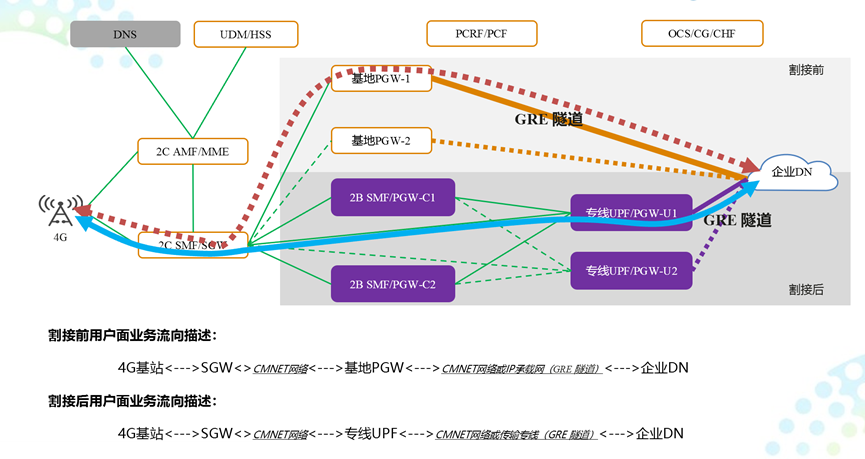 DNS
UDM/HSS
PCRF/PCF
OCS/CG/CHF
割接前
基地PGW-1
GRE 隧道
基地PGW-2
2C AMF/MME
企业DN
2B SMF/PGW-C1
专线UPF/PGW-U1
GRE 隧道
4G
2C SMF/SGW
专线UPF/PGW-U2
2B SMF/PGW-C2
割接后
割接前用户面业务流向描述：
4G基站<--->SGW<>CMNET网络<--->基地PGW<--->CMNET网络或IP承载网（GRE 隧道）<--->企业DN
割接后用户面业务流向描述：
4G基站<--->SGW<>CMNET网络<--->专线UPF<--->CMNET网络或传输专线（GRE 隧道）<--->企业DN